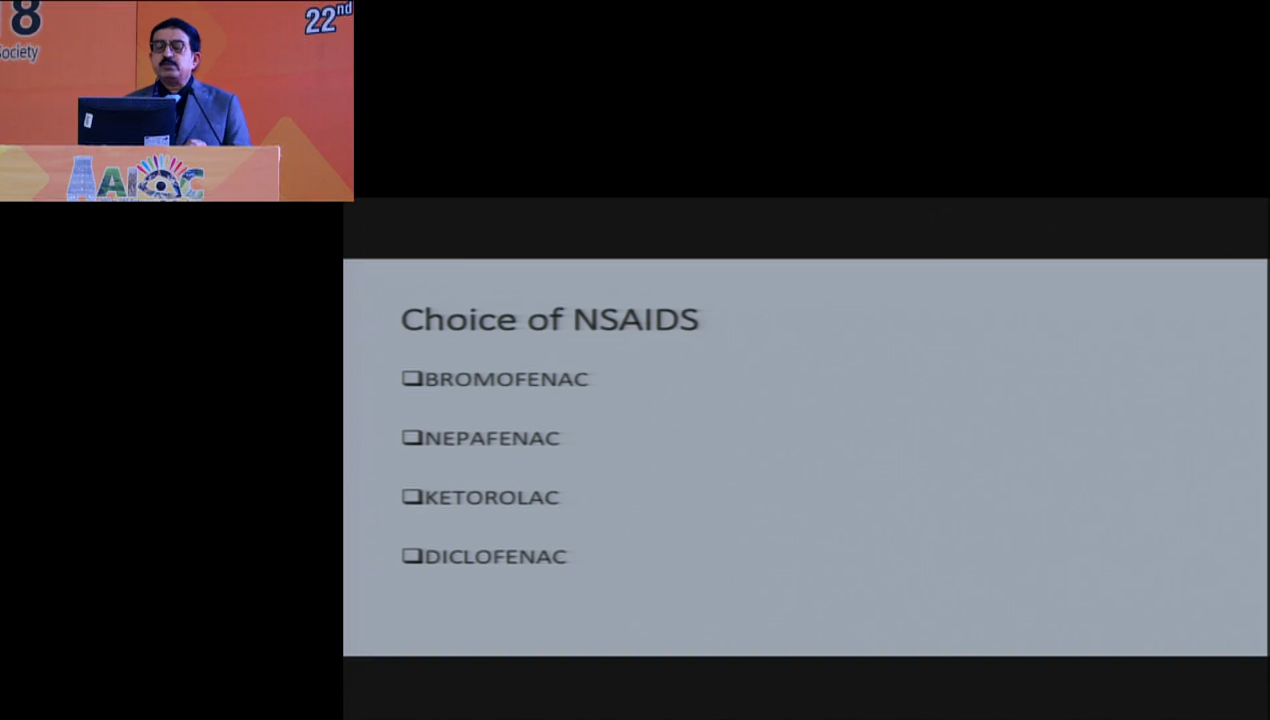 8
Society
22nd
AIOC
Choice of NSAIDS
❑BROMOFENAC
❑NEPAFENAC
❑KETOROLAC
❑DICLOFENAC